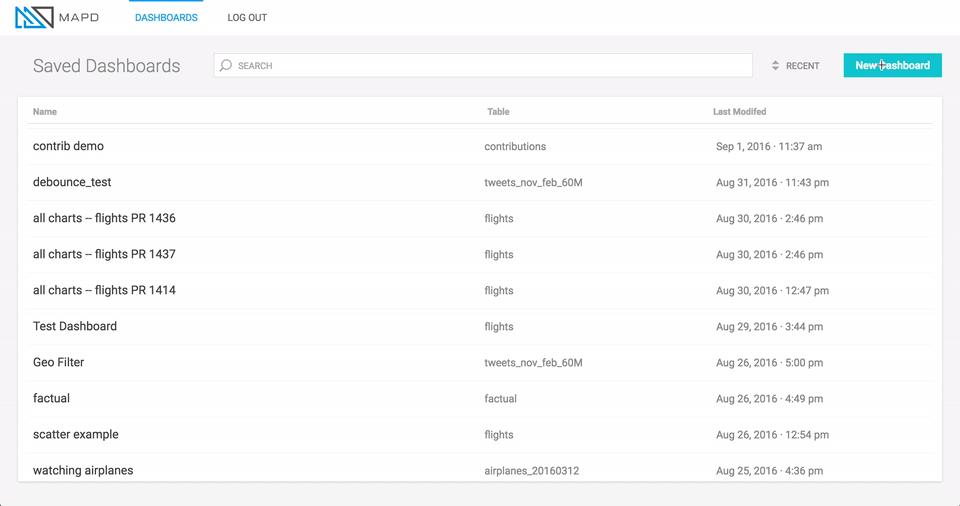 MAPD DASHBOARDS LOG OUT
Saved Dashboards SEARCH RECENT New Dashboard
Name Table Last Modifed
contrib demo contributions Sep 1, 2016 · 11:37 am
debounce_test tweets_nov_feb_60M Aug 31, 2016 · 11:43 pm
all charts -- flights PR 1436 flights Aug 30, 2016 · 2:46 pm
all charts -- flights PR 1437 flights Aug 30, 2016 · 2:46 pm
all charts -- flights PR 1414 flights Aug 30, 2016 · 12:47 pm
Test Dashboard flights Aug 29, 2016 · 3:44 pm
Geo Filter tweets_nov_feb_60M Aug 26, 2016 · 5:00 pm
factual factual Aug 26, 2016 · 4:49 pm
scatter example flights Aug 26, 2016 · 12:54 pm
watching airplanes airplanes_20160312 Aug 25, 2016 · 4:36 pm